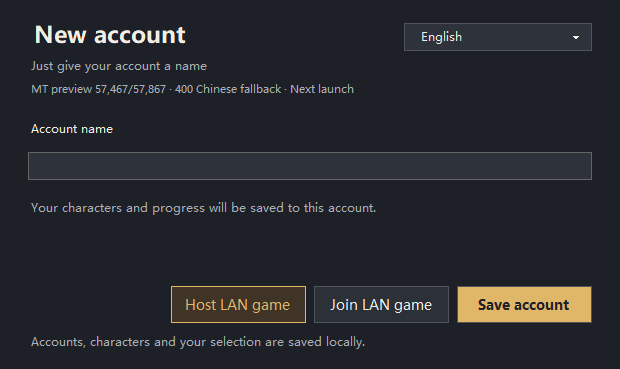 New account
English
Just give your account a name
MT preview 57,467/57,867 · 400 Chinese fallback · Next launch
Account name
Your characters and progress will be saved to this account.
Host LAN game
Join LAN game
Save account
Accounts, characters and your selection are saved locally.